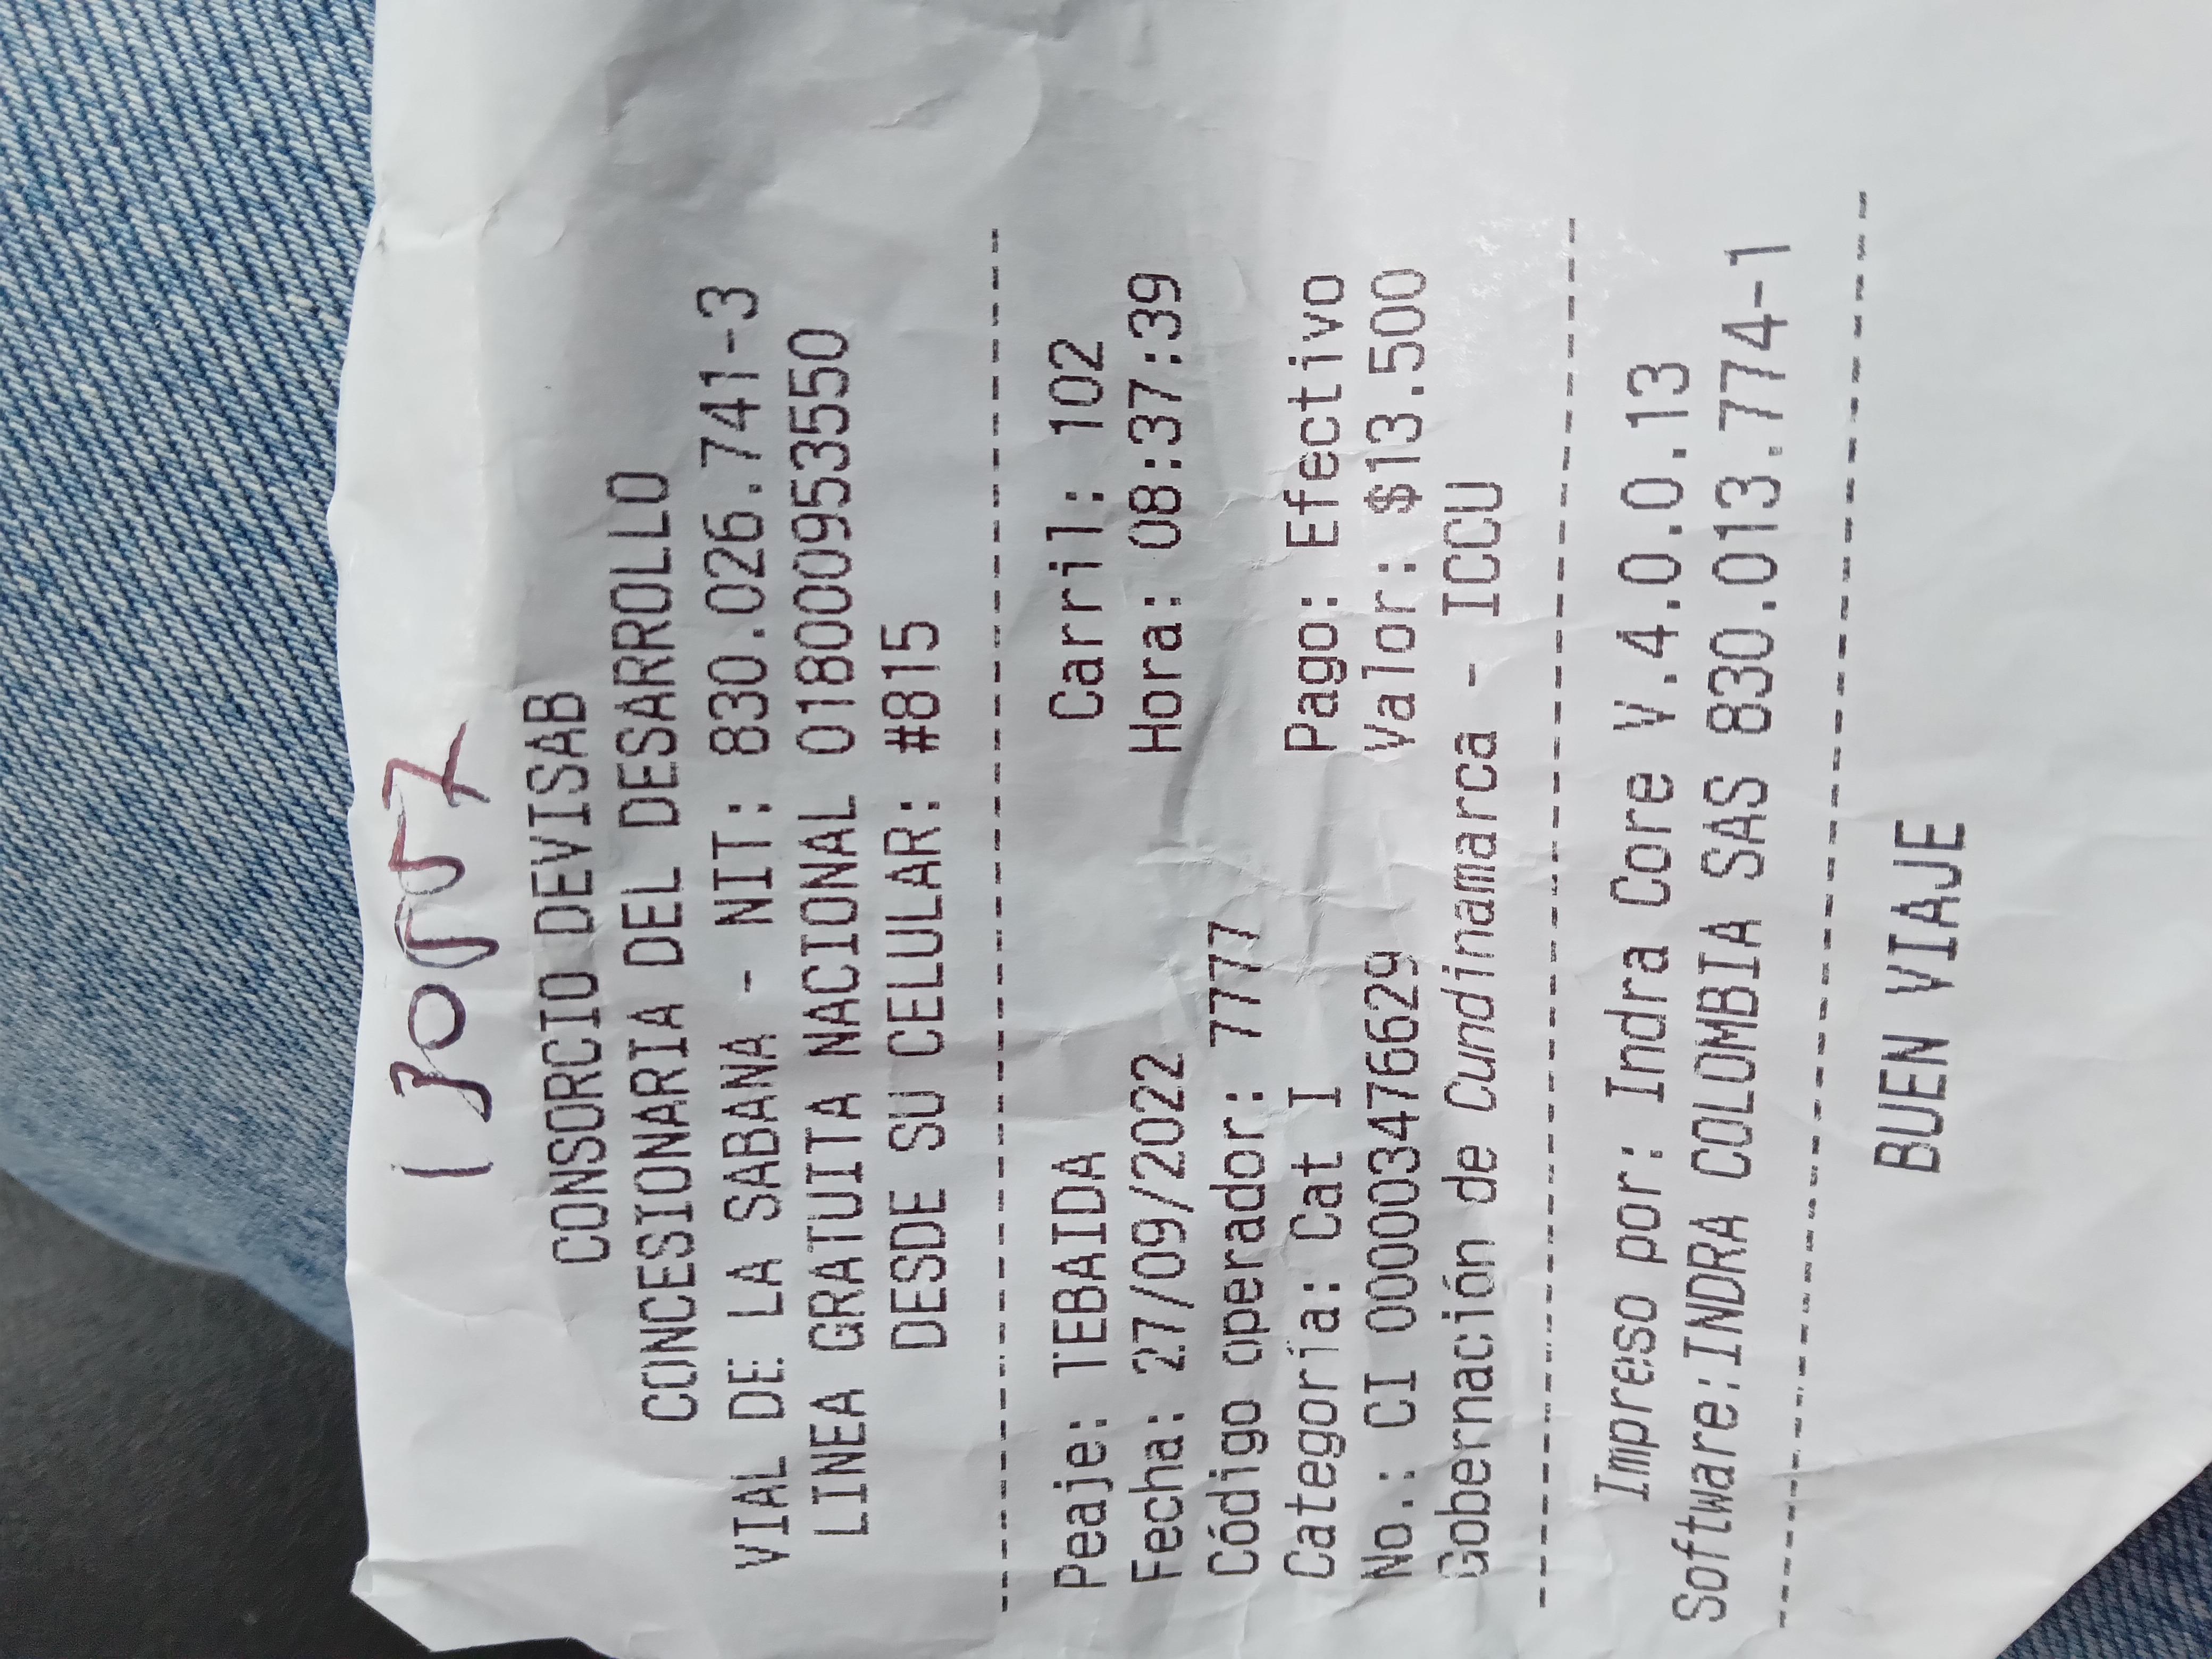 CONSORCIO DEVISAB
CONCESIONARIA DEL DESARROLLO
VIAL DE LA SABANA - NIT: 830.026.741-3
LINEA GRATUITA NACIONAL 018000953550
DESDE SU CELULAR: #815
Peaje: TEBAIDA Carril: 102
Fecha: 27/09/2022 Hora: 08:37:39
Código operador: 7777
Categoría: Cat I Pago: Efectivo
No.: CI 000003476629 Valor: $13.500
Gobernación de Cundinamarca - ICCU
Impreso por: Indra Core V.4.0.0.13
Software:INDRA COLOMBIA SAS 830.013.774-1
BUEN VIAJE